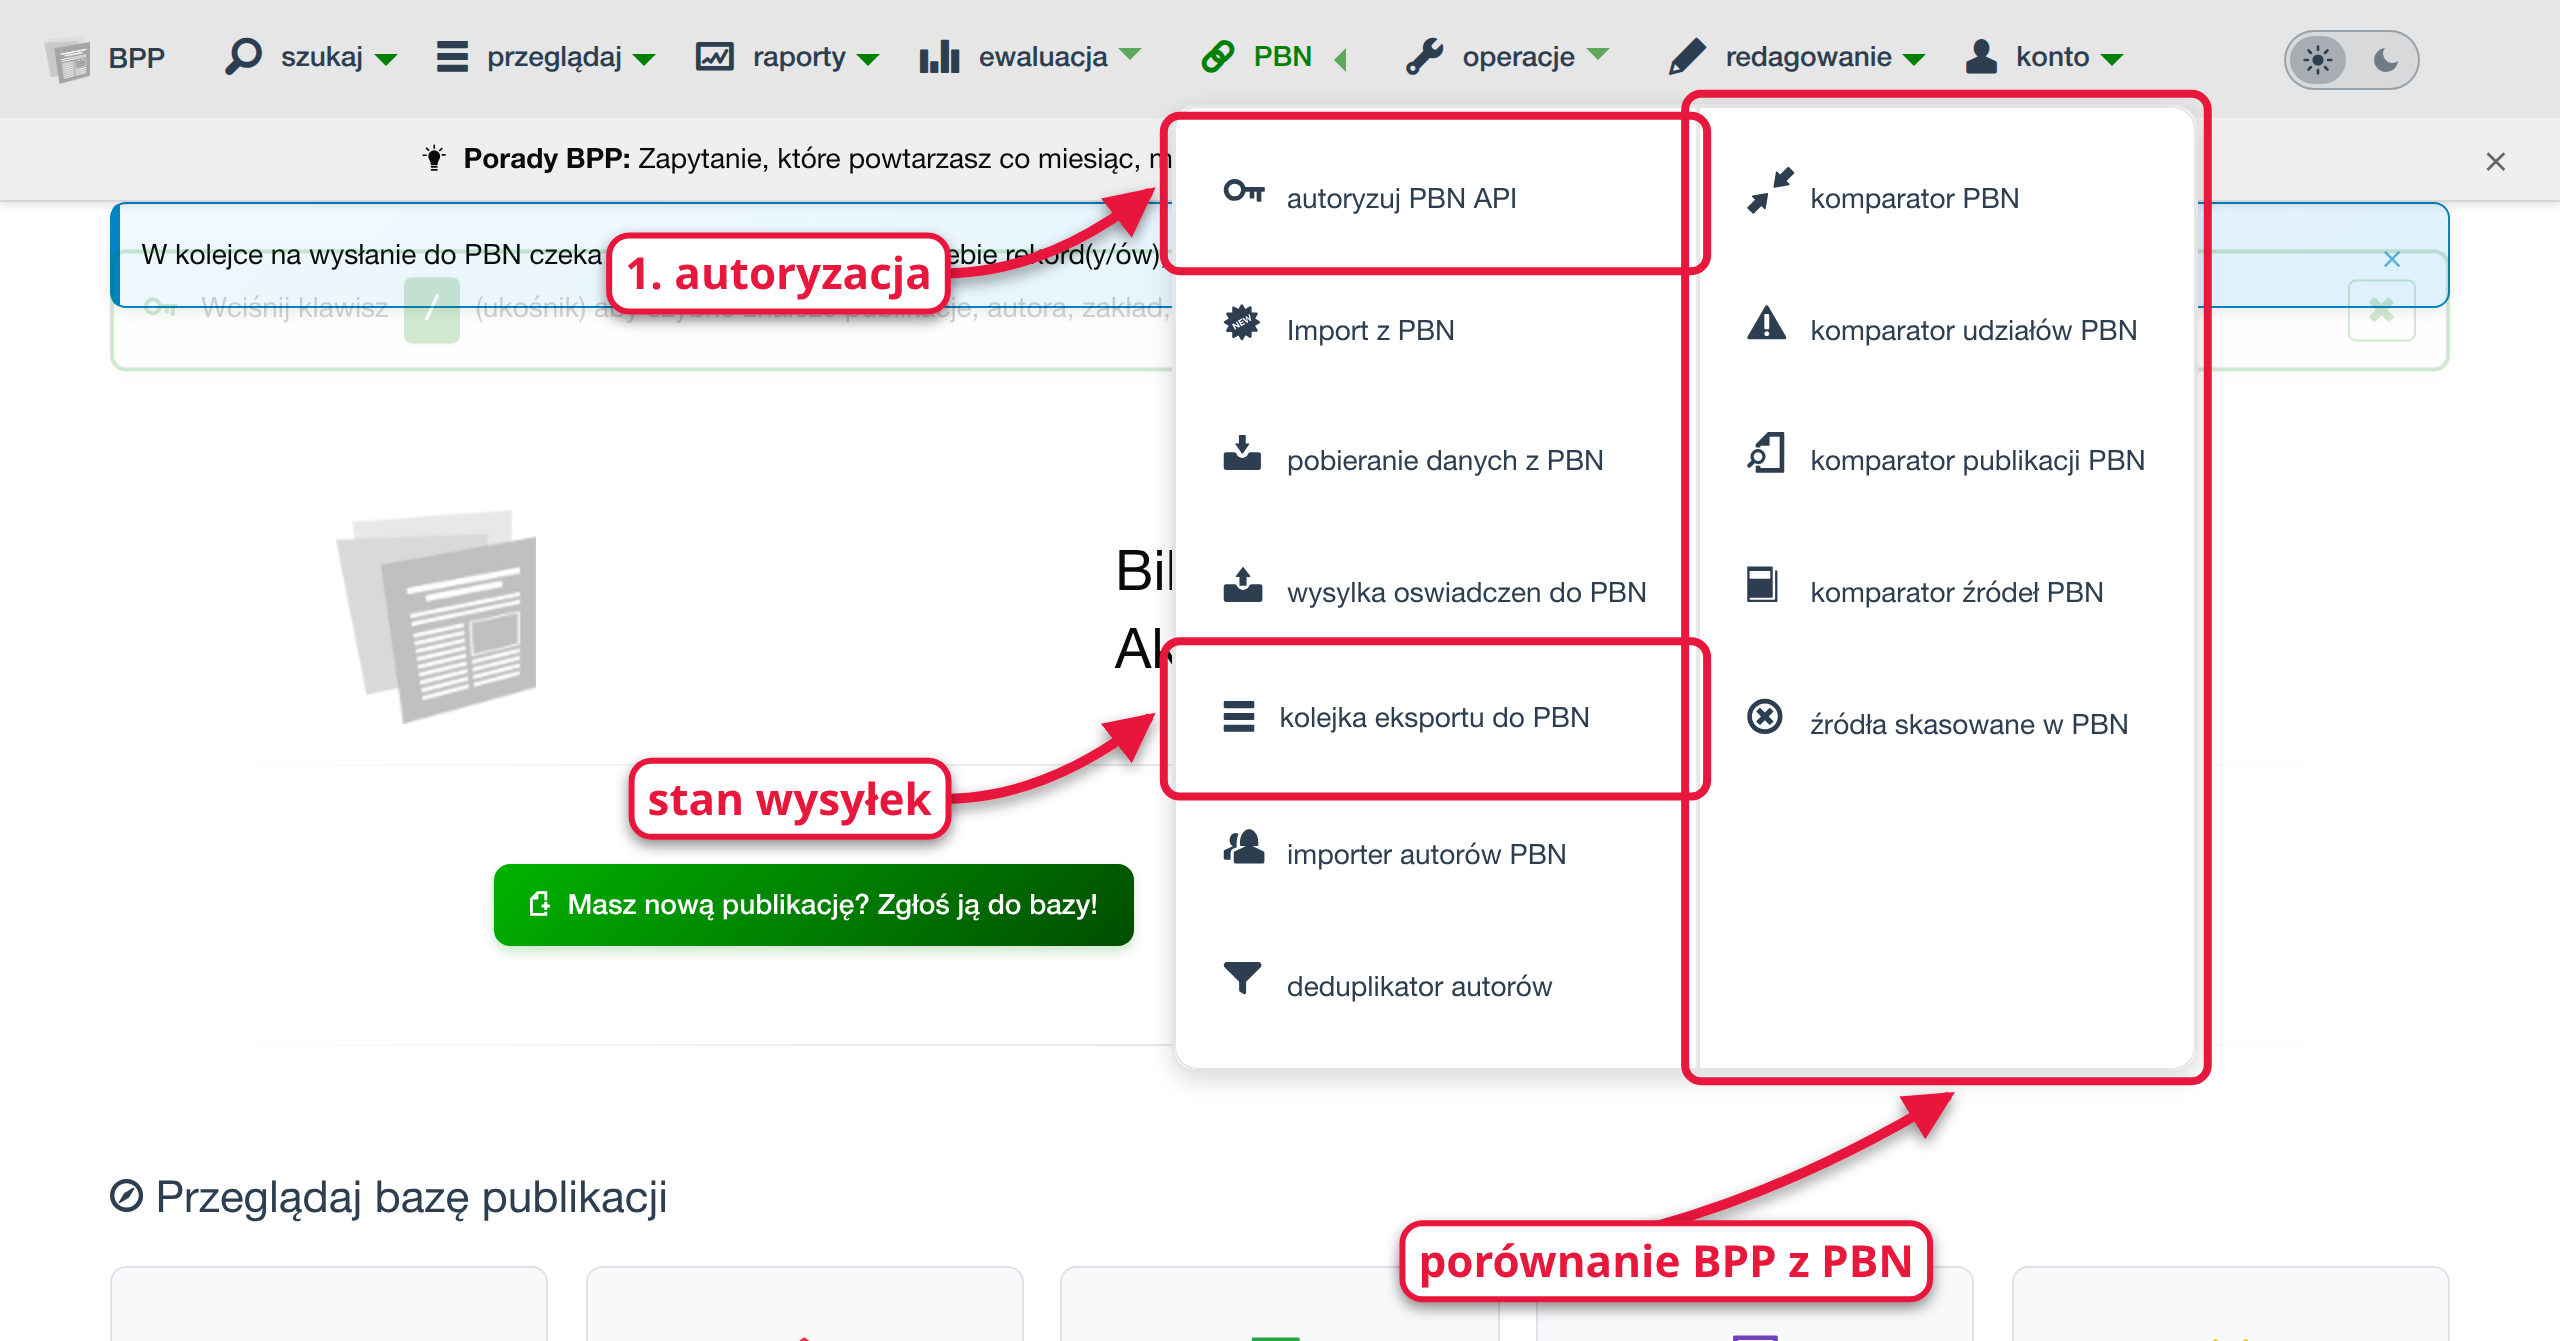 BPP szukaj przeglądaj raporty ewaluacja PBN operacje redagowanie konto
Porady BPP: Zapytanie, które powtarzasz co miesiąc,
W kolejce na wysłanie do PBN czeka
rekord(y/ów)
Wciśnij klawisz / (ukośnik)
autora, zakład,
1. autoryzacja
autoryzuj PBN API
Import z PBN
pobieranie danych z PBN
wysylka oswiadczen do PBN
kolejka eksportu do PBN
importer autorów PBN
deduplikator autorów
komparator PBN
komparator udziałów PBN
komparator publikacji PBN
komparator źródeł PBN
źródła skasowane w PBN
stan wysyłek
Masz nową publikację? Zgłoś ją do bazy!
porównanie BPP z PBN
Przeglądaj bazę publikacji